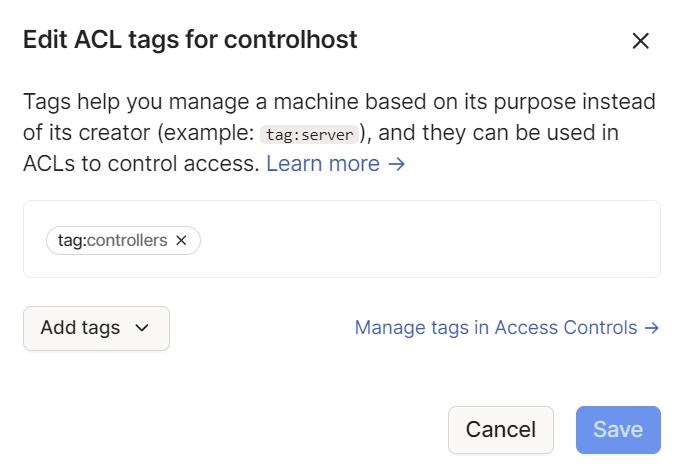 Edit ACL tags for controlhost
Tags help you manage a machine based on its purpose instead
of its creator (example: tag:server), and they can be used in
ACLs to control access. Learn more →
tag:controllers ×
Add tags
Manage tags in Access Controls →
Cancel
Save